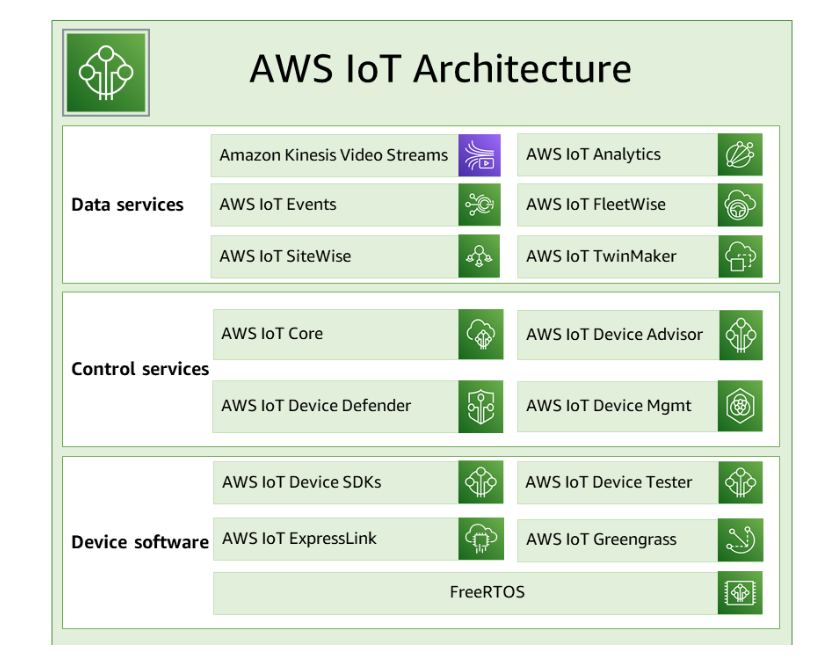 AWS IoT Architecture
Data services
Amazon Kinesis Video Streams
AWS IoT Analytics
AWS IoT Events
AWS IoT FleetWise
AWS IoT SiteWise
AWS IoT TwinMaker
Control services
AWS IoT Core
AWS IoT Device Advisor
AWS IoT Device Defender
AWS IoT Device Mgmt
Device software
AWS IoT Device SDKs
AWS IoT Device Tester
AWS IoT ExpressLink
AWS IoT Greengrass
FreeRTOS